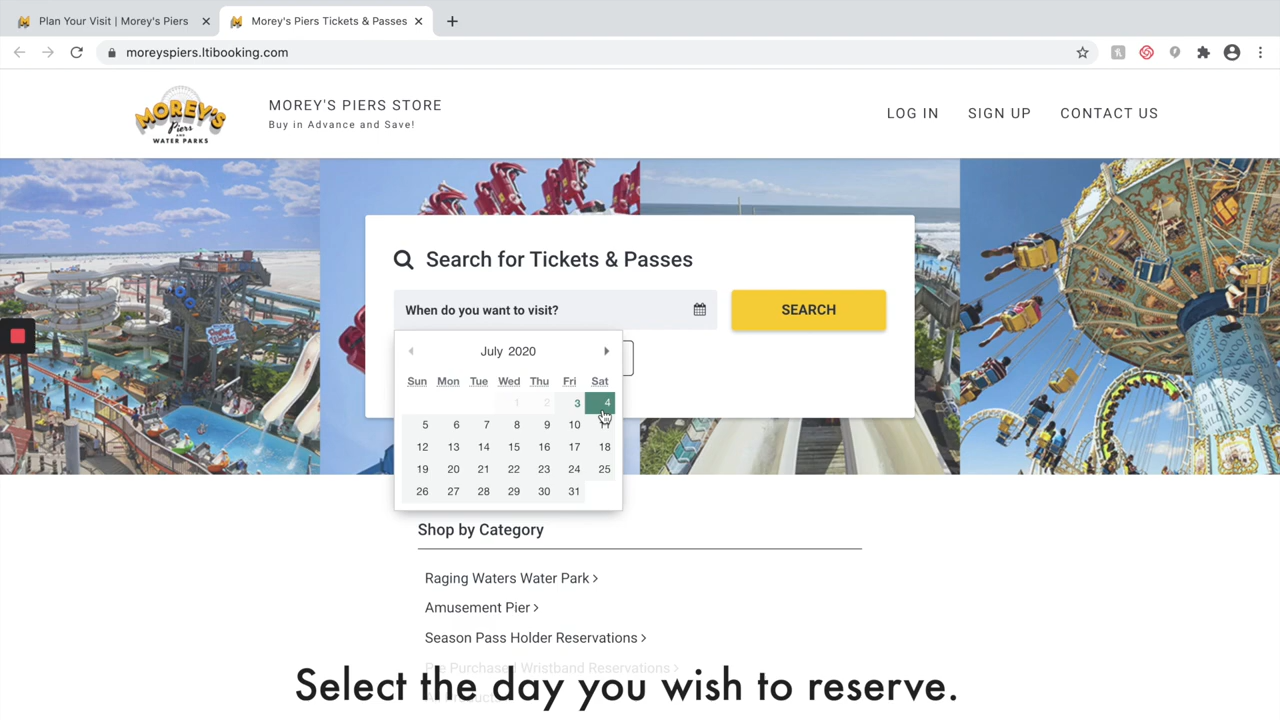 Plan Your Visit | Morey's Piers
Morey's Piers Tickets & Passes
moreyspiers.ltibooking.com
MOREY'S
Piers
AND
WATER PARKS
MOREY'S PIERS STORE
Buy in Advance and Save!
LOG IN
SIGN UP
CONTACT US
Search for Tickets & Passes
When do you want to visit?
SEARCH
July 2020
Sun Mon Tue Wed Thu Fri Sat
1 2 3 4
5 6 7 8 9 10 11
12 13 14 15 16 17 18
19 20 21 22 23 24 25
26 27 28 29 30 31
Shop by Category
Raging Waters Water Park >
Amusement Pier >
Season Pass Holder Reservations >
Pre Purchased Wristband Reservations >
Select the day you wish to reserve.